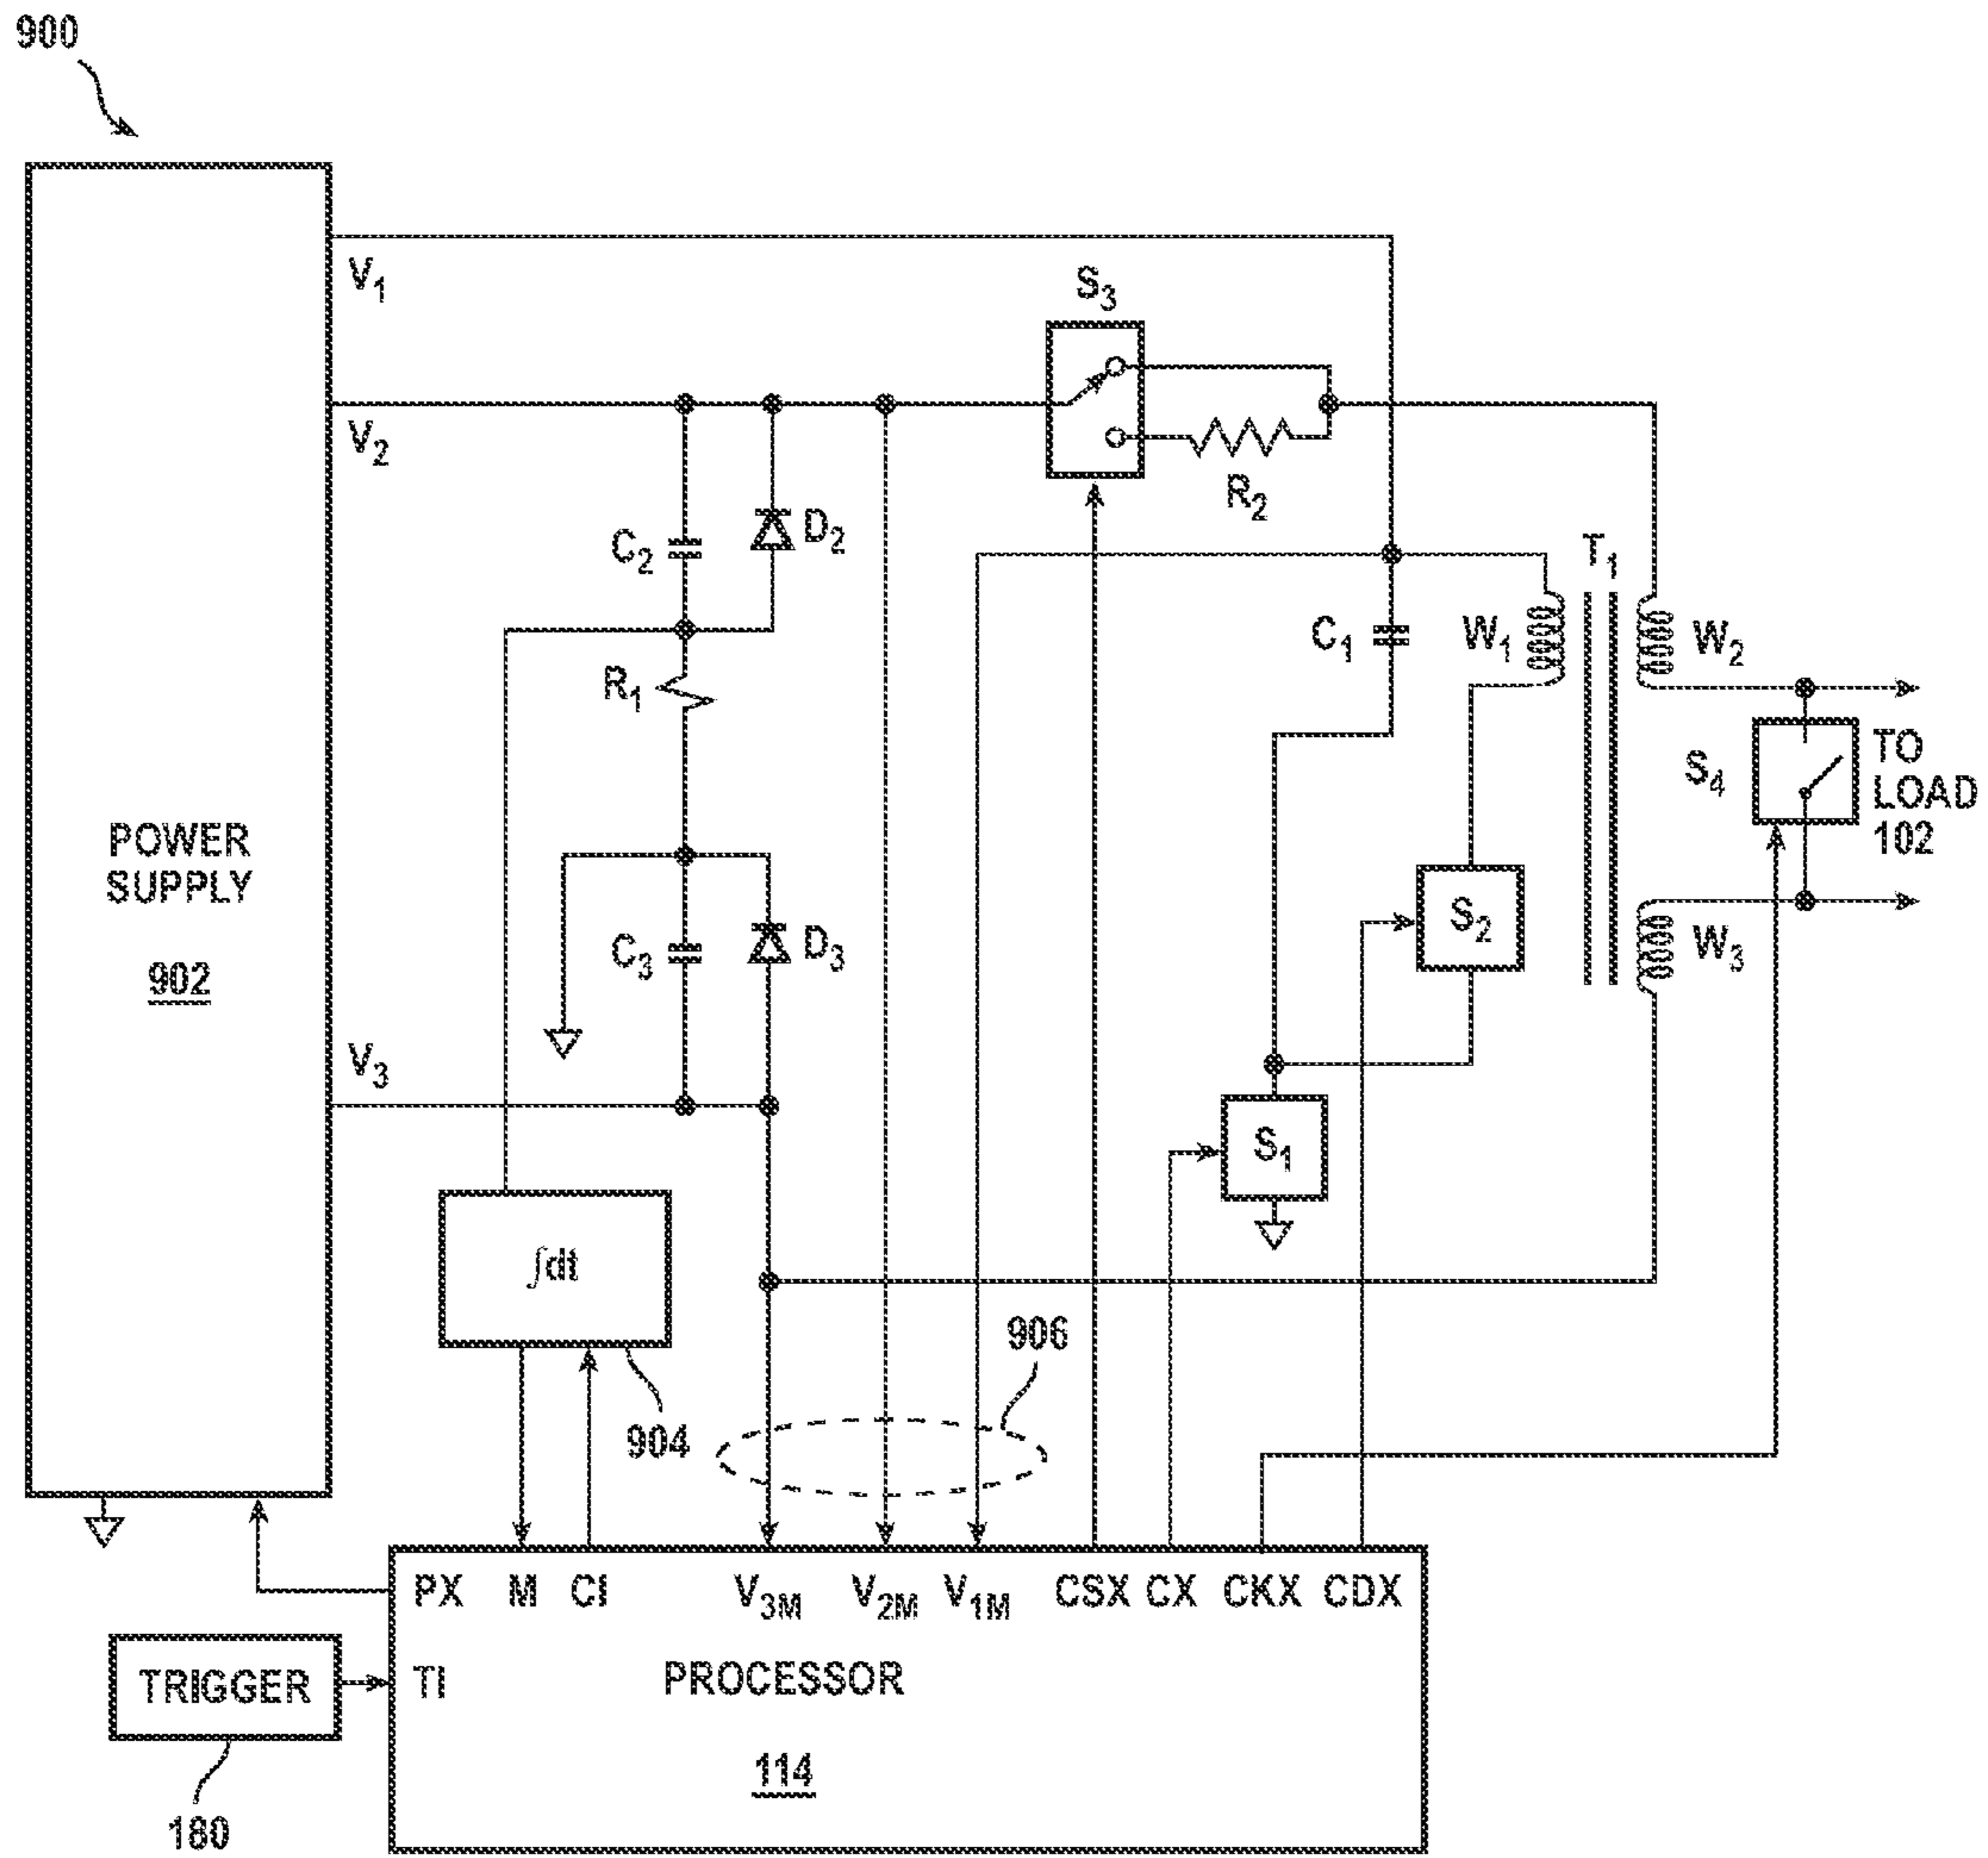 900
V1
S3
V2
R2
C2
D2
T1
C1
W1
W2
R1
S4
TO
LOAD
102
POWER
SUPPLY
902
S2
C3
D3
W3
V3
S1
∫dt
906
904
PX M CI V3M V2M V1M CSX CX CKX CDX
TRIGGER
TI
PROCESSOR
114
180